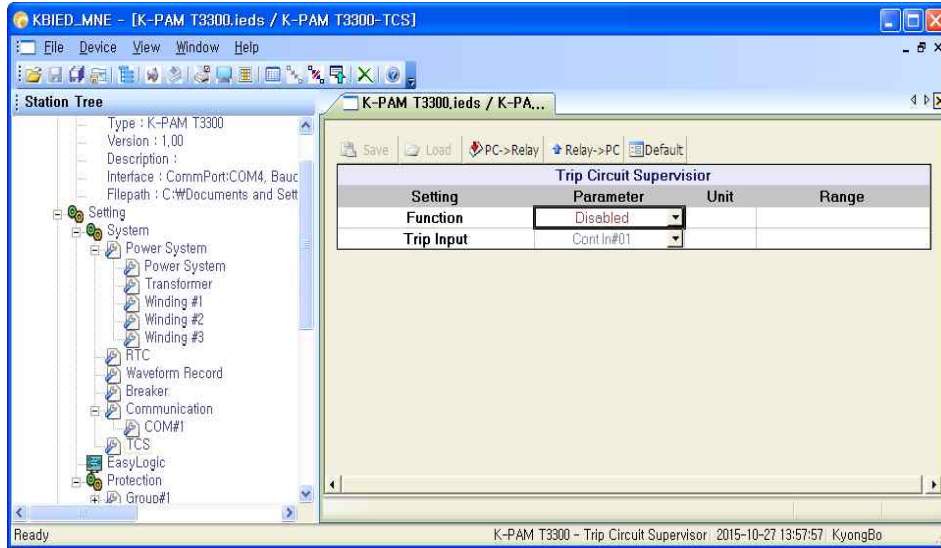 KBIED_MNE - [K-PAM T3300.ieds / K-PAM T3300-TCS]
File Device View Window Help
Station Tree
K-PAM T3300.ieds / K-PA...
Type : K-PAM T3300
Version : 1,00
Description :
Interface : CommPort:COM4, Baud
Filepath : C:₩Documents and Sett
Setting
System
Power System
Power System
Transformer
Winding #1
Winding #2
Winding #3
RTC
Waveform Record
Breaker
Communication
COM#1
TCS
EasyLogic
Protection
Group#1
Save Load PC->Relay Relay->PC Default
Trip Circuit Supervisior
Setting Parameter Unit Range
Function Disabled
Trip Input Cont In#01
Ready K-PAM T3300 - Trip Circuit Supervisor 2015-10-27 13:57:57 KyongBo